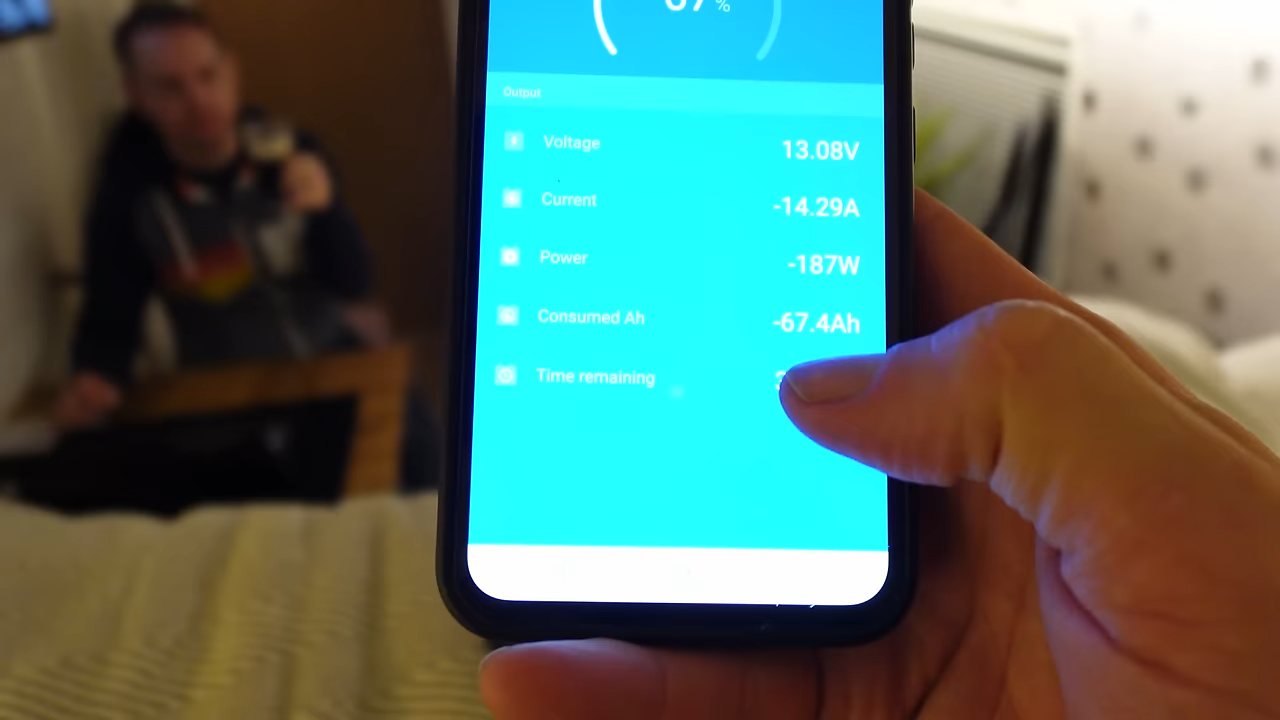 %
Output
Voltage 13.08V
Current -14.29A
Power -187W
Consumed Ah -67.4Ah
Time remaining